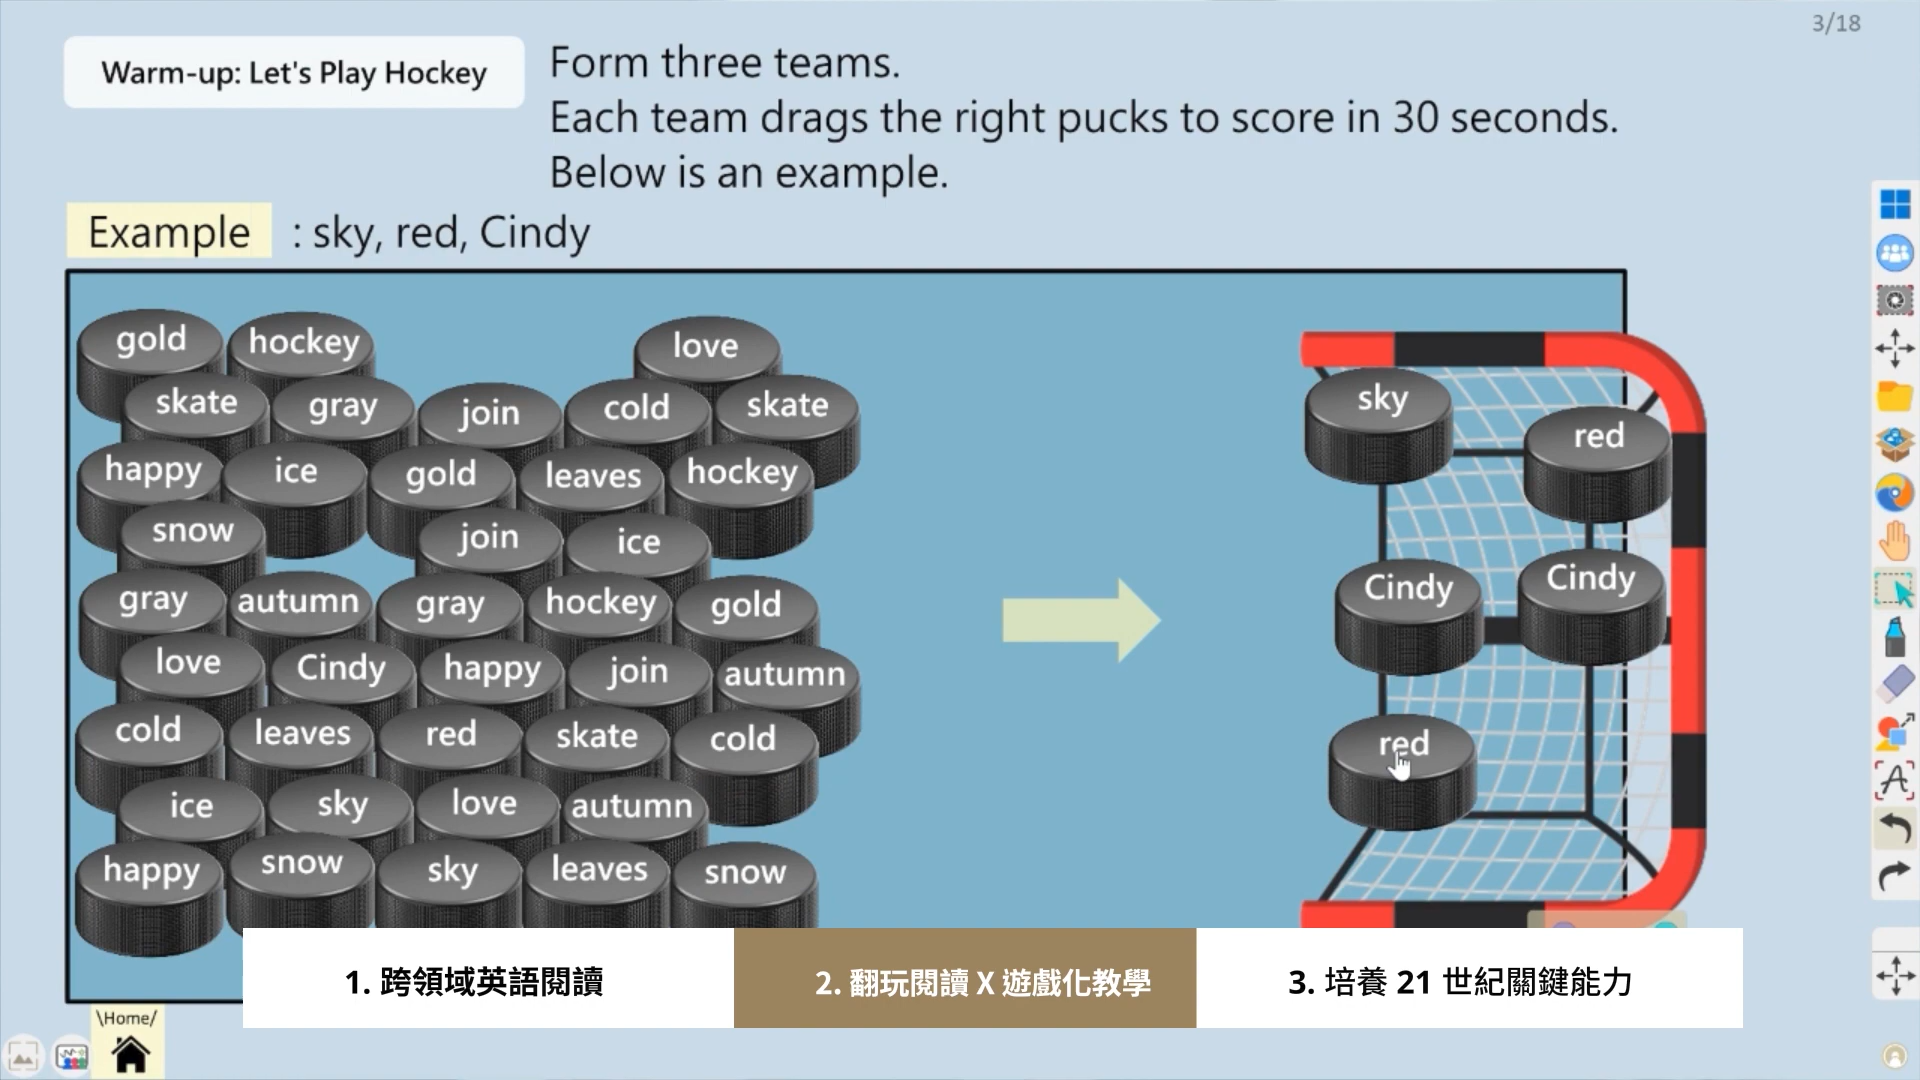 3/18
Warm-up: Let's Play Hockey
Form three teams.
Each team drags the right pucks to score in 30 seconds.
Below is an example.
Example : sky, red, Cindy
gold
hockey
love
skate
gray
join
cold
skate
happy
ice
gold
leaves
hockey
snow
join
ice
gray
autumn
gray
hockey
gold
love
Cindy
happy
join
autumn
cold
leaves
red
skate
cold
ice
sky
love
autumn
happy
snow
sky
leaves
snow
sky
red
Cindy
Cindy
red
1. 跨領域英語閱讀
2. 翻玩閱讀 X 遊戲化教學
3. 培養 21 世紀關鍵能力
\Home/